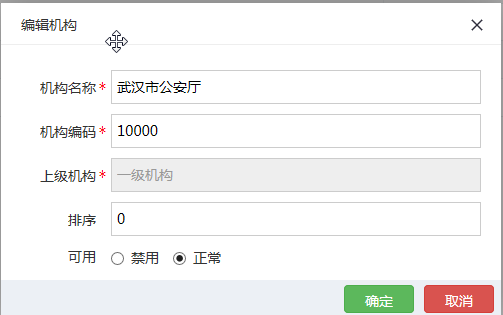 编辑机构
机构名称* 武汉市公安厅
机构编码* 10000
上级机构* 一级机构
排序 0
可用 禁用 正常
确定 取消